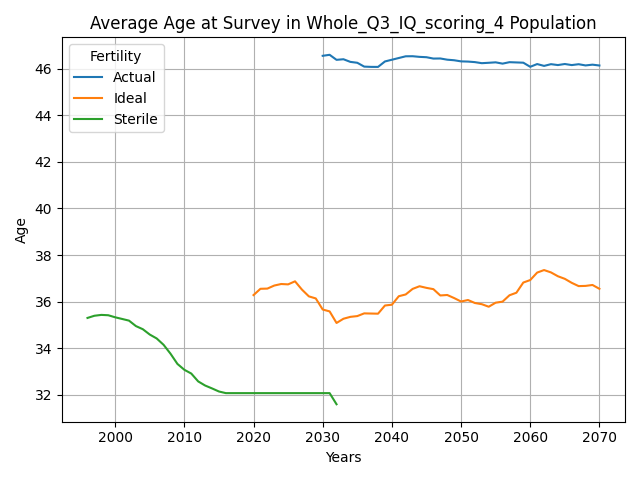 Average Age at Survey in Whole_Q3_IQ_scoring_4 Population
Fertility
Actual
Ideal
Sterile
Age
46
44
42
40
38
36
34
32
2000 2010 2020 2030 2040 2050 2060 2070
Years